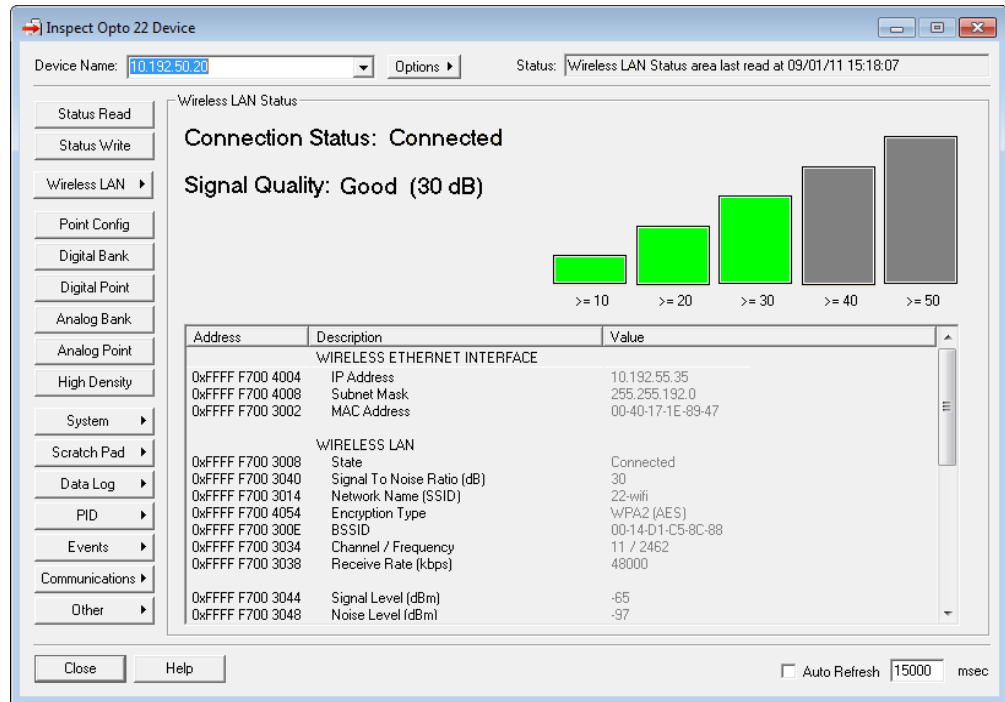 Inspect Opto 22 Device
Device Name: 10.192.50.20 Options Status: Wireless LAN Status area last read at 09/01/11 15:18:07
Status Read
Status Write
Wireless LAN
Point Config
Digital Bank
Digital Point
Analog Bank
Analog Point
High Density
System
Scratch Pad
Data Log
PID
Events
Communications
Other
Wireless LAN Status
Connection Status: Connected
Signal Quality: Good (30 dB)
>= 10 >= 20 >= 30 >= 40 >= 50
Address Description Value
WIRELESS ETHERNET INTERFACE
0xFFFF F700 4004 IP Address 10.192.55.35
0xFFFF F700 4008 Subnet Mask 255.255.192.0
0xFFFF F700 3002 MAC Address 00-40-17-1E-89-47
WIRELESS LAN
0xFFFF F700 3008 State Connected
0xFFFF F700 3040 Signal To Noise Ratio (dB) 30
0xFFFF F700 3014 Network Name (SSID) 22-wifi
0xFFFF F700 4054 Encryption Type WPA2 (AES)
0xFFFF F700 300E BSSID 00-14-D1-C5-8C-88
0xFFFF F700 3034 Channel / Frequency 11 / 2462
0xFFFF F700 3038 Receive Rate (kbps) 48000
0xFFFF F700 3044 Signal Level (dBm) -65
0xFFFF F700 3048 Noise Level (dBm) -97
Close Help Auto Refresh 15000 msec